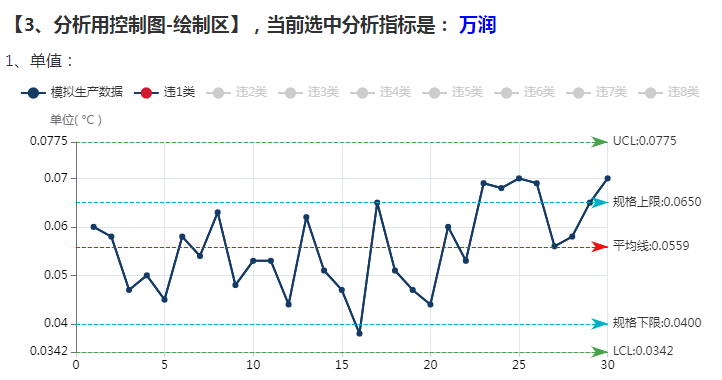 【3、分析用控制图-绘制区】，当前选中分析指标是： 万润
1、单值：
模拟生产数据 违1类 违2类 违3类 违4类 违5类 违6类 违7类 违8类
单位( °C )
0.0775 UCL:0.0775
0.07
规格上限:0.0650
0.06
平均线:0.0559
0.05
0.04 规格下限:0.0400
0.0342 LCL:0.0342
0 5 10 15 20 25 30